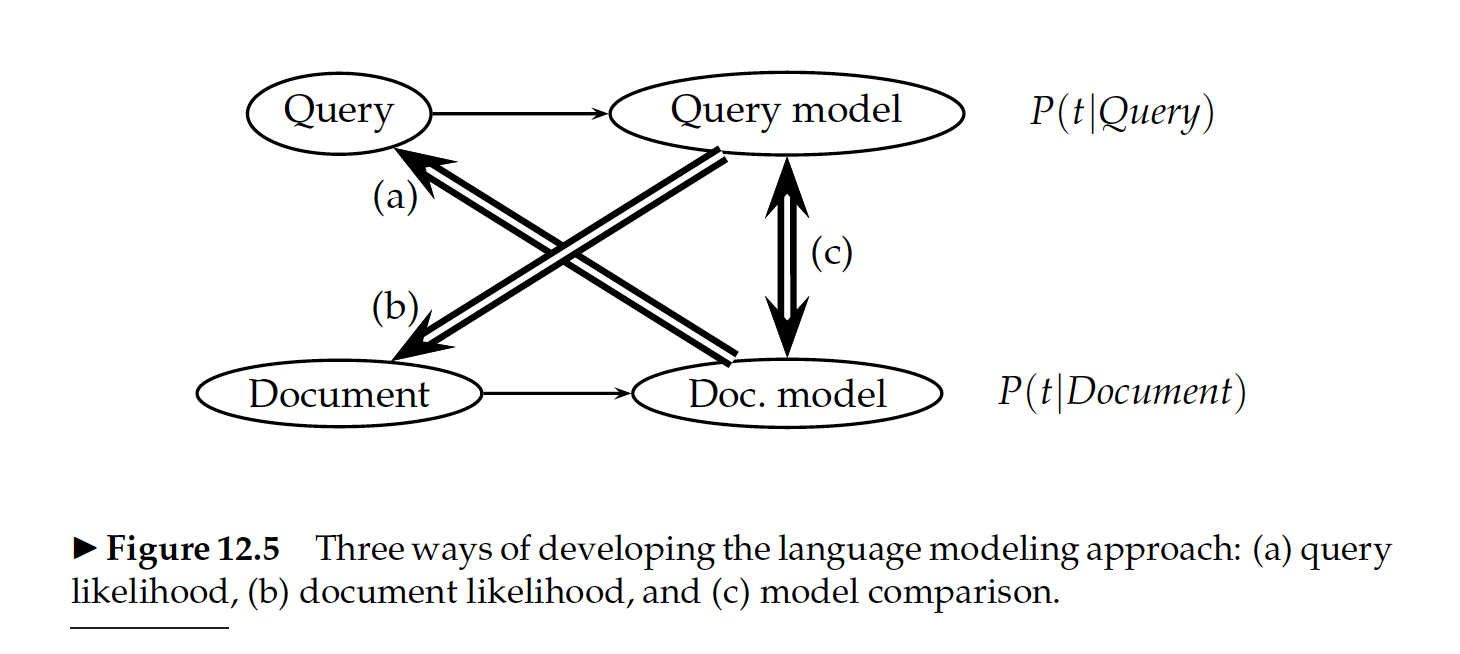 Query
Query model
P(t|Query)
(a)
(c)
(b)
Document
Doc. model
P(t|Document)
► Figure 12.5 Three ways of developing the language modeling approach: (a) query
likelihood, (b) document likelihood, and (c) model comparison.